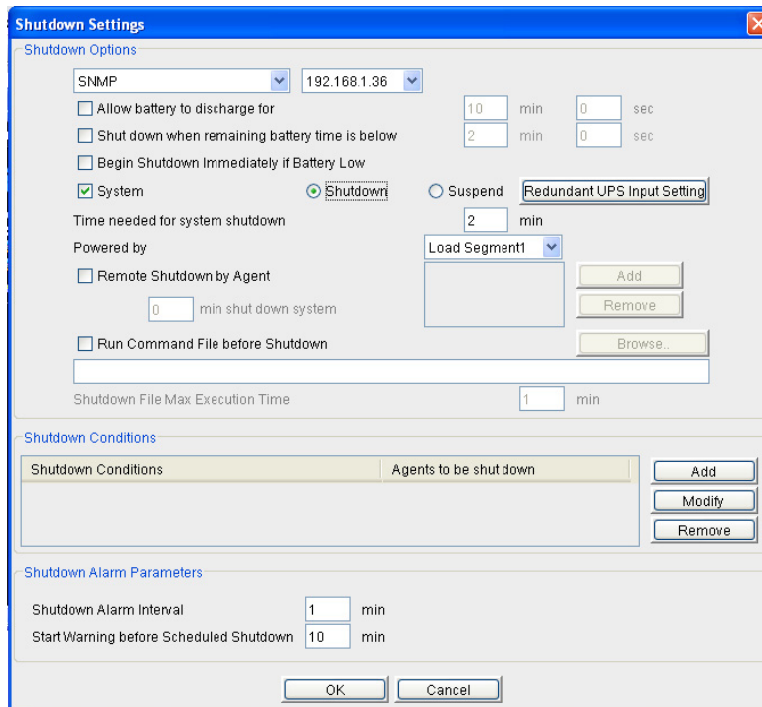 Shutdown Settings
Shutdown Options
SNMP 192.168.1.36
Allow battery to discharge for 10 min 0 sec
Shut down when remaining battery time is below 2 min 0 sec
Begin Shutdown Immediately if Battery Low
System Shutdown Suspend Redundant UPS Input Setting
Time needed for system shutdown 2 min
Powered by Load Segment1
Remote Shutdown by Agent Add
0 min shut down system Remove
Run Command File before Shutdown Browse..
Shutdown File Max Execution Time 1 min
Shutdown Conditions
Shutdown Conditions Agents to be shut down Add
Modify
Remove
Shutdown Alarm Parameters
Shutdown Alarm Interval 1 min
Start Warning before Scheduled Shutdown 10 min
OK Cancel